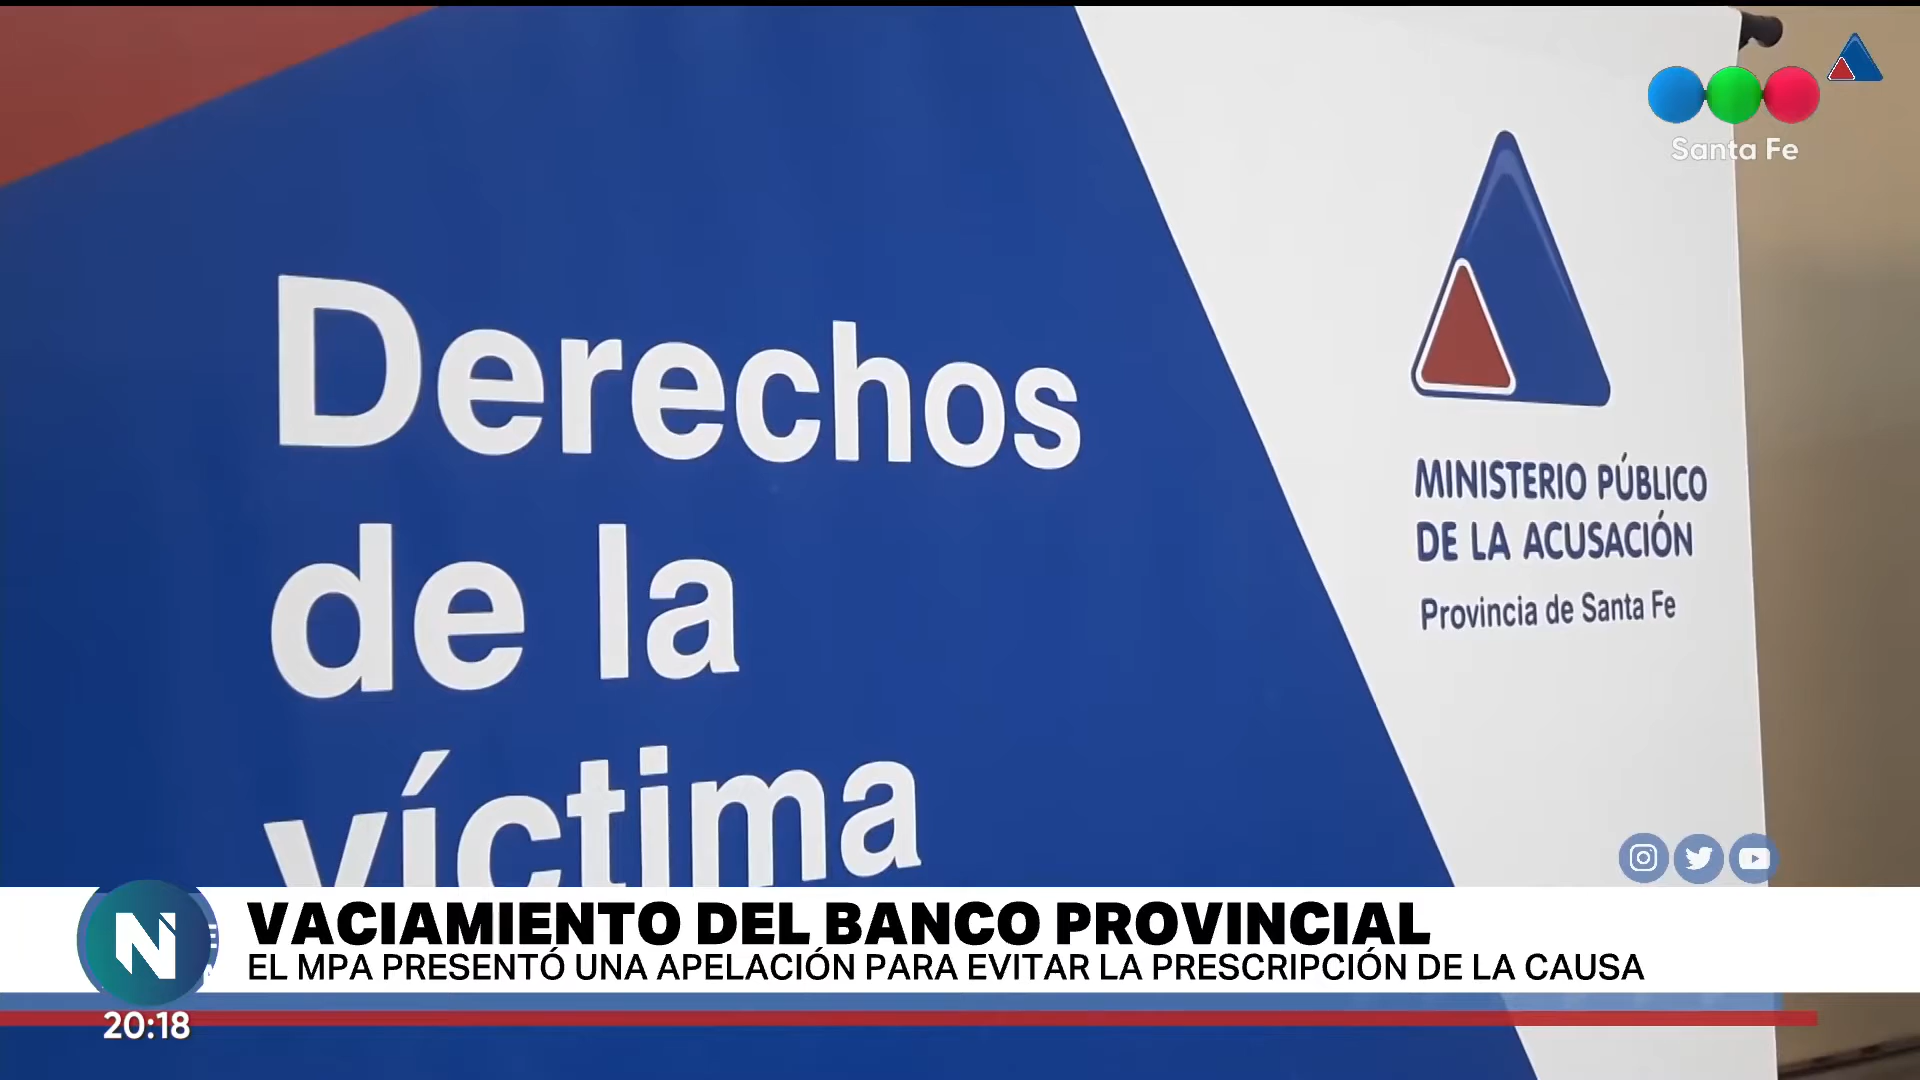 Santa Fe
Derechos
de la
víctima
MINISTERIO PÚBLICO
DE LA ACUSACIÓN
Provincia de Santa Fe
N
VACIAMIENTO DEL BANCO PROVINCIAL
EL MPA PRESENTÓ UNA APELACIÓN PARA EVITAR LA PRESCRIPCIÓN DE LA CAUSA
20:18